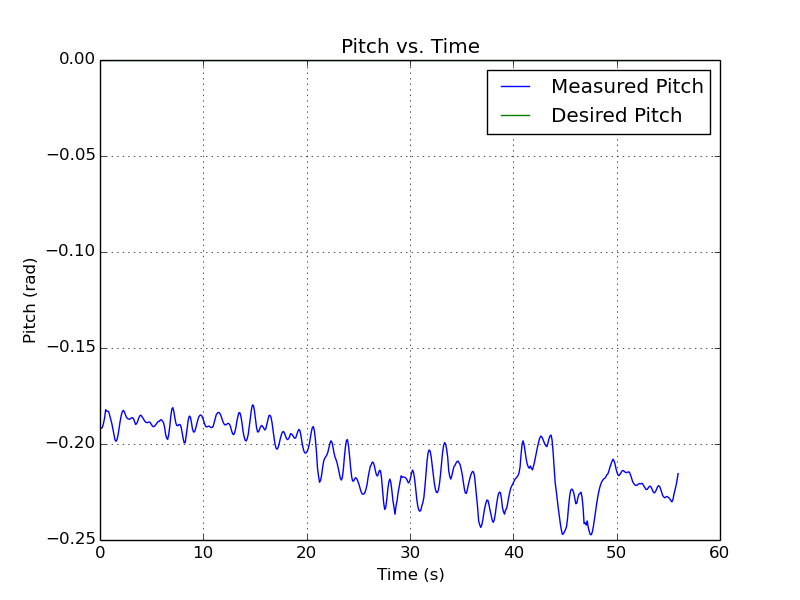 Pitch vs. Time
Measured Pitch
Desired Pitch
0.00
−0.05
−0.10
−0.15
−0.20
−0.25
Pitch (rad)
0 10 20 30 40 50 60
Time (s)